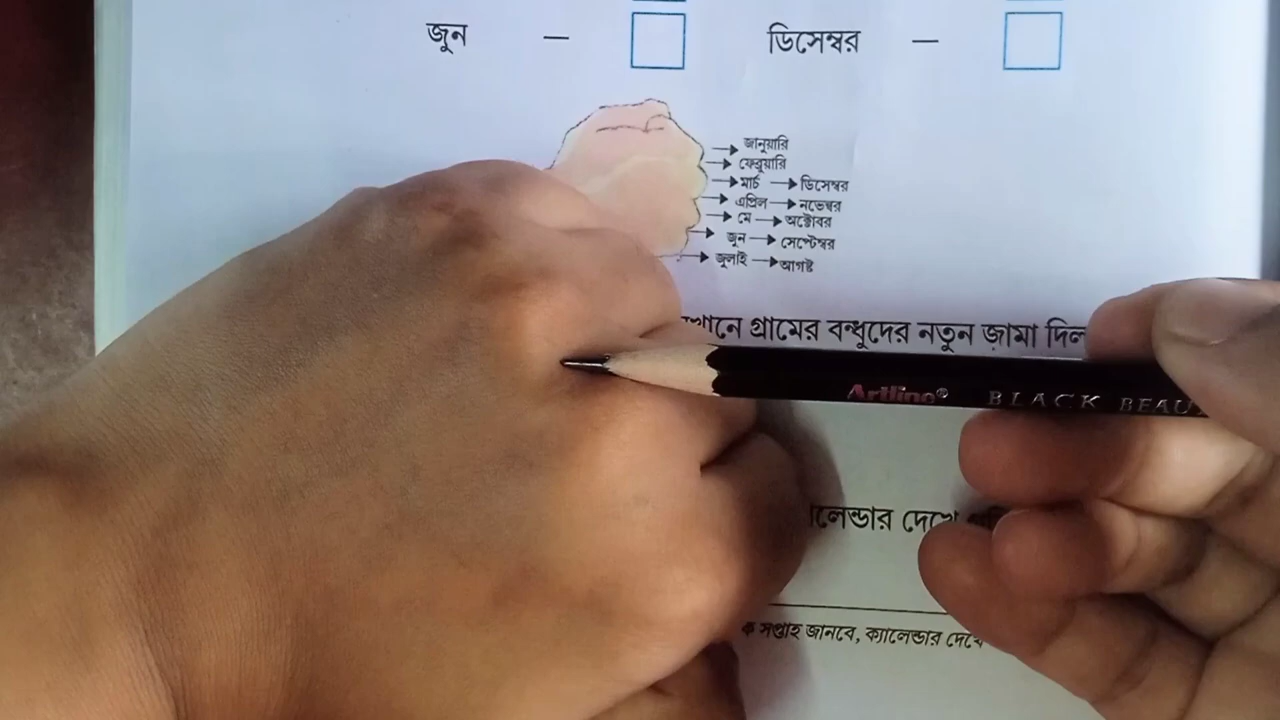 জুন — ডিসেম্বর —
জানুয়ারি
ফেব্রুয়ারি
মার্চ ডিসেম্বর
এপ্রিল নভেম্বর
মে অক্টোবর
জুন সেপ্টেম্বর
জুলাই আগষ্ট
গ্রামের বন্ধুদের নতুন জামা দিল
Artline® BLACK BEAU
দেখে
সপ্তাহ জানবে, ক্যালেন্ডার দেখে